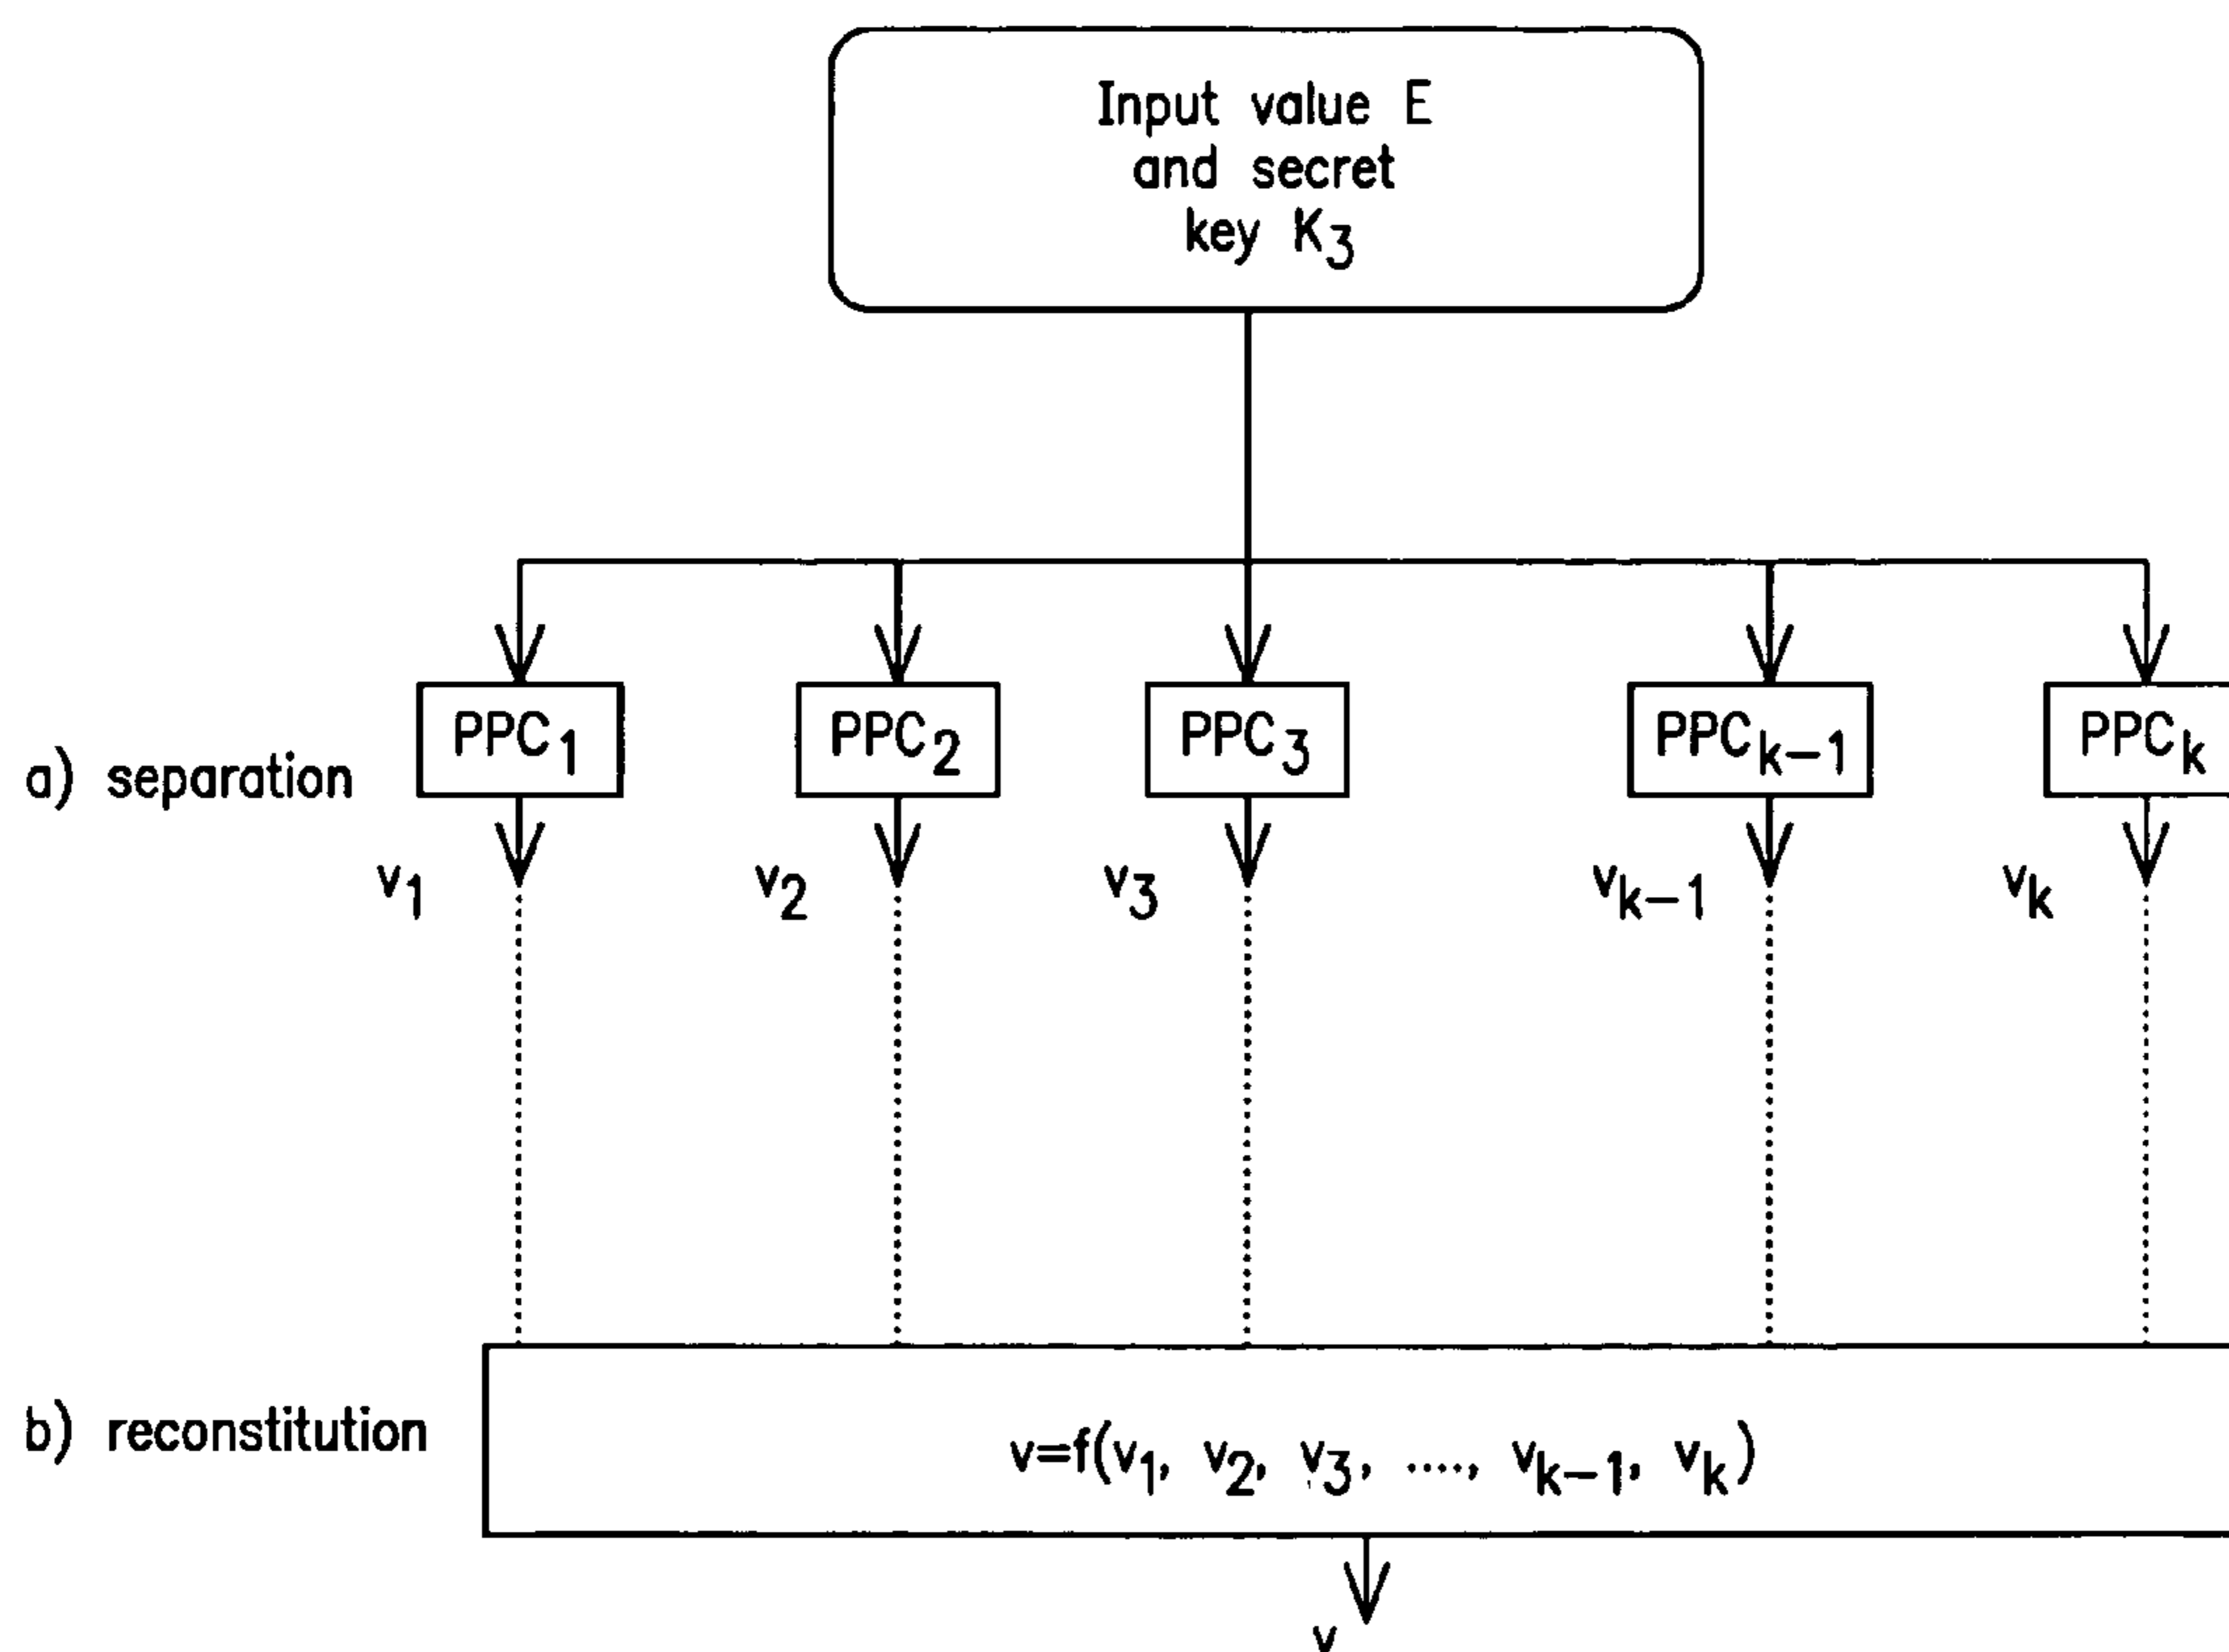 Input value E
and secret
key K₃
a) separation
PPC₁
PPC₂
PPC₃
PPCₖ₋₁
PPCₖ
v₁
v₂
v₃
vₖ₋₁
vₖ
b) reconstitution
v=f(v₁, v₂, v₃, ...., vₖ₋₁, vₖ)
v